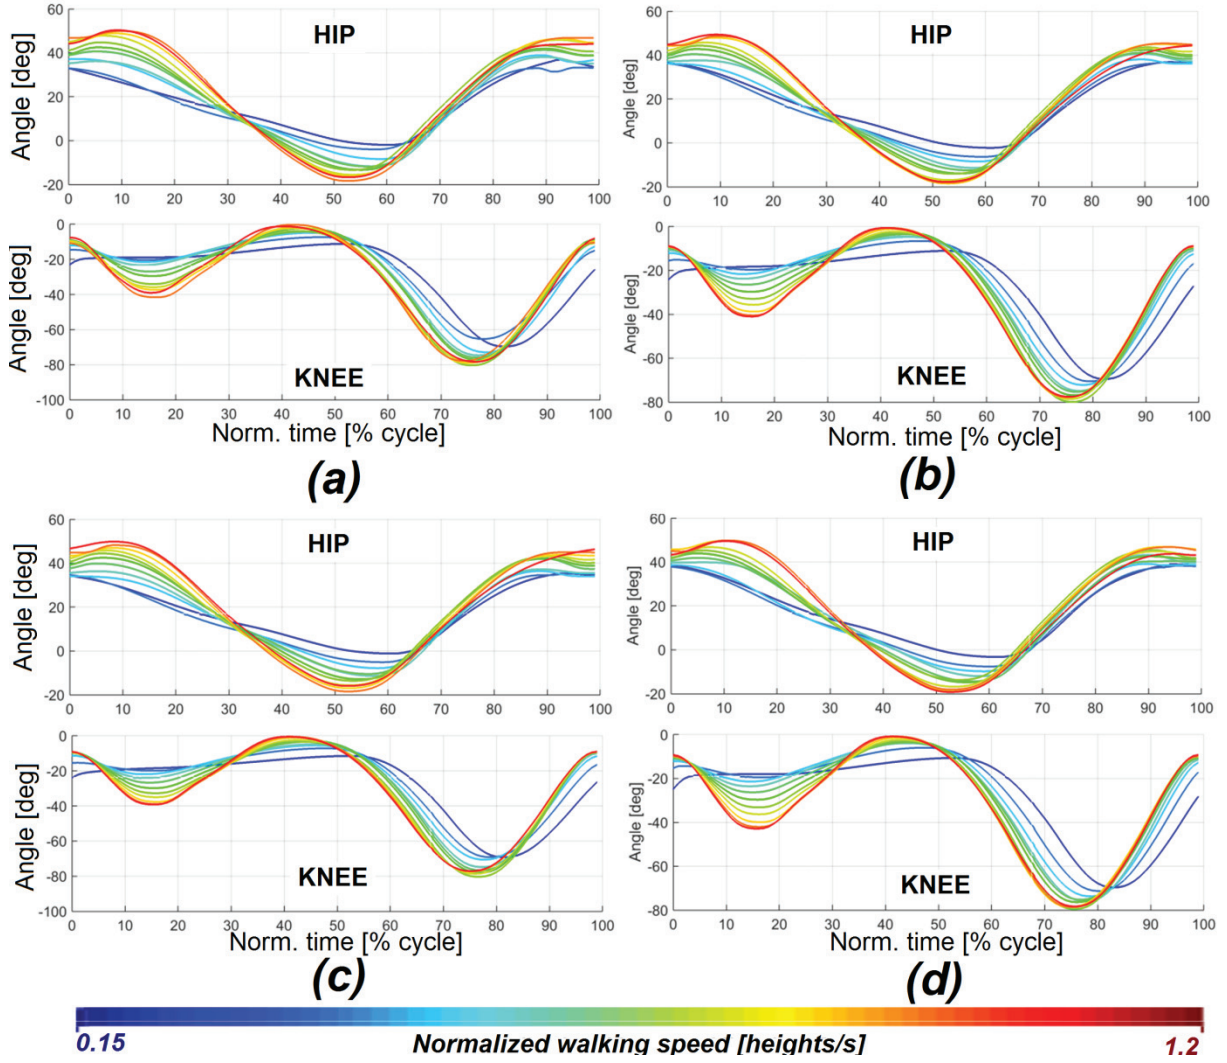 HIP
Angle [deg]
60
40
20
0
-20
0 10 20 30 40 50 60 70 80 90 100
KNEE
Angle [deg]
0
-20
-40
-60
-80
-100
0 10 20 30 40 50 60 70 80 90 100
Norm. time [% cycle]
(a)
HIP
Angle [deg]
60
40
20
0
-20
0 10 20 30 40 50 60 70 80 90 100
KNEE
Angle [deg]
0
-20
-40
-60
-80
0 10 20 30 40 50 60 70 80 90 100
Norm. time [% cycle]
(b)
HIP
Angle [deg]
60
40
20
0
-20
0 10 20 30 40 50 60 70 80 90 100
KNEE
Angle [deg]
0
-20
-40
-60
-80
-100
0 10 20 30 40 50 60 70 80 90 100
Norm. time [% cycle]
(c)
HIP
Angle [deg]
60
40
20
0
-20
0 10 20 30 40 50 60 70 80 90 100
KNEE
Angle [deg]
0
-20
-40
-60
-80
0 10 20 30 40 50 60 70 80 90 100
Norm. time [% cycle]
(d)
0.15 Normalized walking speed [heights/s] 1.2